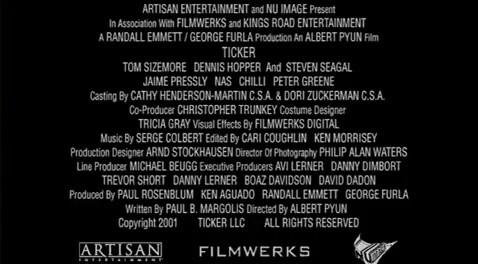 ARTISAN ENTERTAINMENT and NU IMAGE Present
In Association With FILMWERKS and KINGS ROAD ENTERTAINMENT
A RANDALL EMMETT / GEORGE FURLA Production An ALBERT PYUN Film
TICKER
TOM SIZEMORE DENNIS HOPPER And STEVEN SEAGAL
JAIME PRESSLY NAS CHILLI PETER GREENE
Casting By CATHY HENDERSON-MARTIN C.S.A. & DORI ZUCKERMAN C.S.A.
Co-Producer CHRISTOPHER TRUNKEY Costume Designer
TRICIA GRAY Visual Effects By FILMWERKS DIGITAL
Music By SERGE COLBERT Edited By CARI COUGHLIN KEN MORRISEY
Production Designer ARND STOCKHAUSEN Director Of Photography PHILIP ALAN WATERS
Line Producer MICHAEL BEUGG Executive Producers AVI LERNER DANNY DIMBORT
TREVOR SHORT DANNY LERNER BOAZ DAVIDSON DAVID DADON
Produced By PAUL ROSENBLUM KEN AGUADO RANDALL EMMETT GEORGE FURLA
Written By PAUL B. MARGOLIS Directed By ALBERT PYUN
Copyright 2001 TICKER LLC ALL RIGHTS RESERVED
ARTISAN FILMWERKS
ENTERTAINMENT